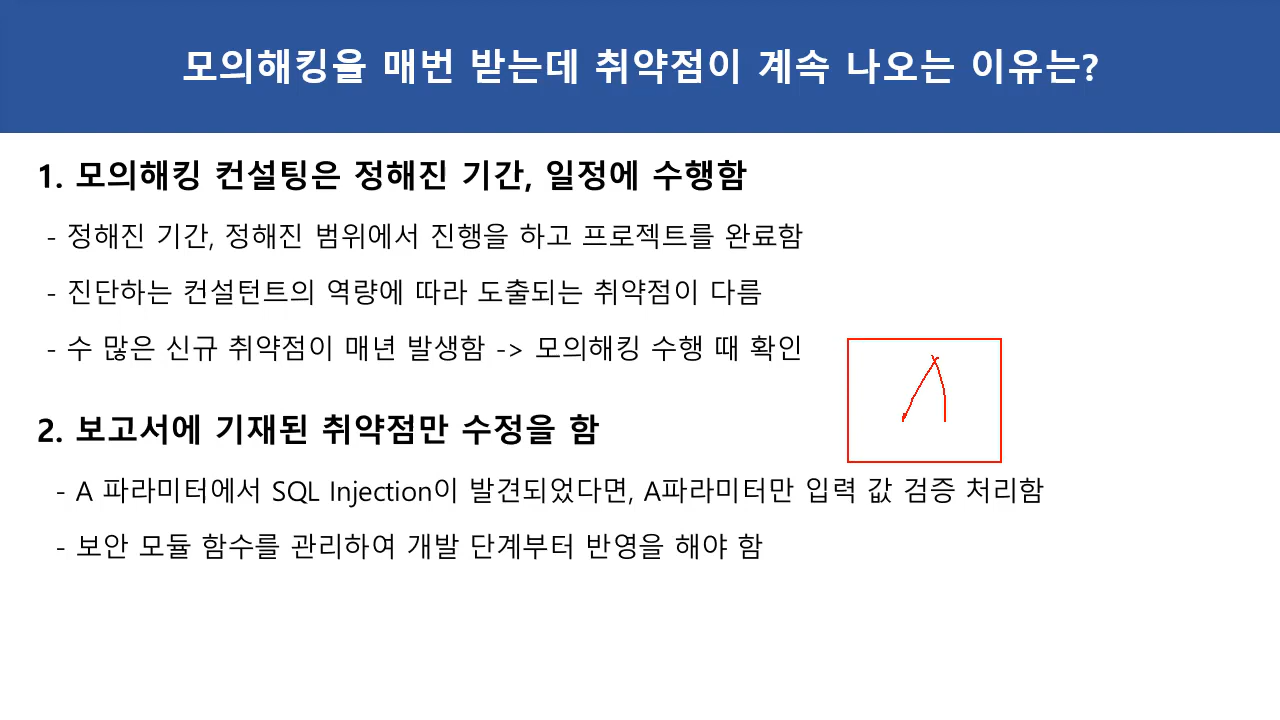 모의해킹을 매번 받는데 취약점이 계속 나오는 이유는?
1. 모의해킹 컨설팅은 정해진 기간, 일정에 수행함
- 정해진 기간, 정해진 범위에서 진행을 하고 프로젝트를 완료함
- 진단하는 컨설턴트의 역량에 따라 도출되는 취약점이 다름
- 수 많은 신규 취약점이 매년 발생함 -> 모의해킹 수행 때 확인
2. 보고서에 기재된 취약점만 수정을 함
- A 파라미터에서 SQL Injection이 발견되었다면, A파라미터만 입력 값 검증 처리함
- 보안 모듈 함수를 관리하여 개발 단계부터 반영을 해야 함